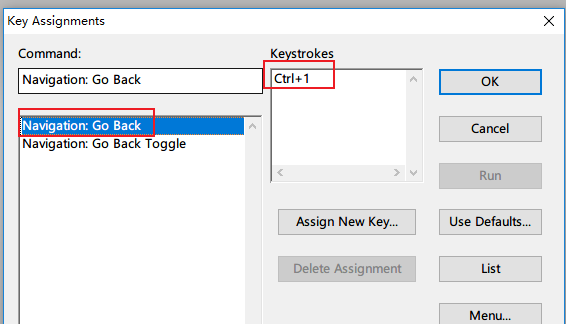 Key Assignments
Command:
Keystrokes
Navigation: Go Back
Ctrl+1
OK
Navigation: Go Back
Navigation: Go Back Toggle
Cancel
Run
Assign New Key...
Use Defaults...
Delete Assignment
List
Menu...